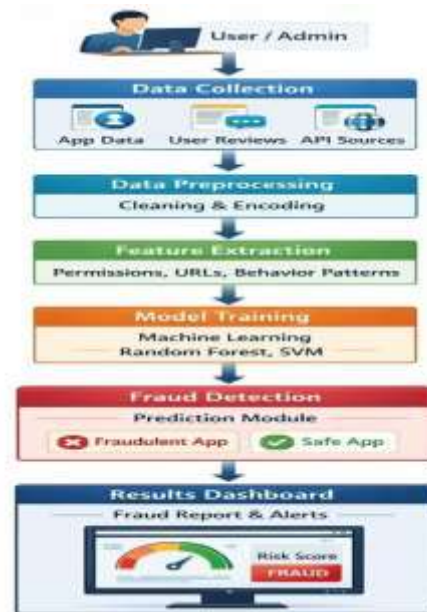 User / Admin
Data Collection
App Data User Reviews API Sources
Data Preprocessing
Cleaning & Encoding
Feature Extraction
Permissions, URLs, Behavior Patterns
Model Training
Machine Learning
Random Forest, SVM
Fraud Detection
Prediction Module
Fraudulent App Safe App
Results Dashboard
Fraud Report & Alerts
Risk Score
FRAUD